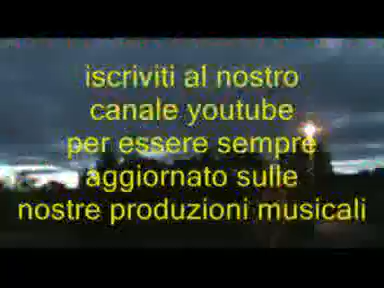 iscriviti al nostro
canale youtube
per essere sempre
aggiornato sulle
nostre produzioni musicali